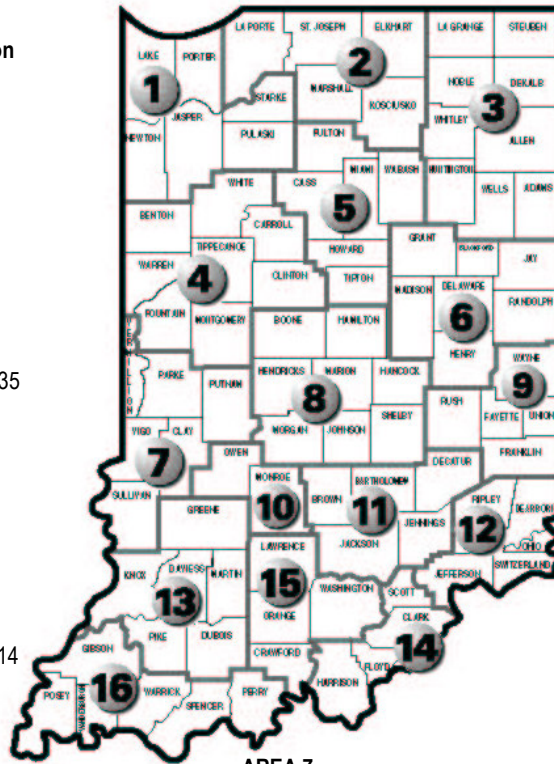 on
LA PORTE ST. JOSEPH ELKHART LA GRANGE STEUBEN
LAKE PORTER
1
2
MARSHALL
KOSCIUSKO
NOBLE DEKALB
3
STARKE
JASPER
NEWTON
PULASKI
FULTON
WHITLEY
ALLEN
WHITE
CASS
MIAMI
WABASH
HUNTINGTON
WELLS ADAMS
5
BENTON
CARROLL
GRANT
BLACKFORD
JAY
TIPPECANOE
HOWARD
WARREN
4
CLINTON
TIPTON
MADISON
DELAWARE
RANDOLPH
6
FOUNTAIN
MONTGOMERY
BOONE
HAMILTON
VERMILLION
HENRY
WAYNE
PARKE
PUTNAM
HENDRICKS MARION HANCOCK
9
35
8
RUSH
FAYETTE UNION
SHELBY
VIGO CLAY
MORGAN JOHNSON
7
OWEN
FRANKLIN
DECATUR
SULLIVAN
MONROE
BROWN
BARTHOLOMEW
RIPLEY
DEARBORN
10
11
12
GREENE
JENNINGS
OHIO
LAWRENCE
JACKSON
SWITZERLAND
KNOX DAVIESS MARTIN
JEFFERSON
15
WASHINGTON
SCOTT
13
ORANGE
CLARK
PIKE DUBOIS
14
GIBSON
CRAWFORD
FLOYD
14
HARRISON
POSEY
VANDERBURGH
16
WARRICK
SPENCER
PERRY
AREA 7